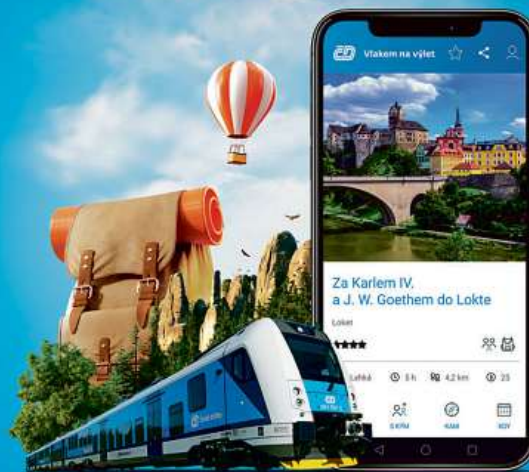 Vlakem na výlet
Za Karlem IV.
a J. W. Goethem do Lokte
Loket
Lehká
5 h
4,2 km
25
S KÝM
KAM
KDY